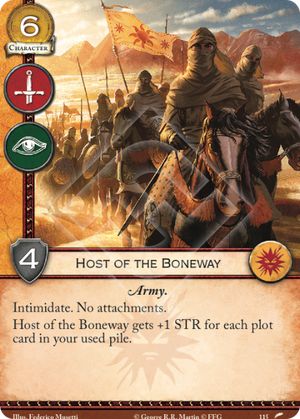 6
CHARACTER
4
HOST OF THE BONEWAY
Army.
Intimidate. No attachments.
Host of the Boneway gets +1 STR for each plot
card in your used pile.
Illus. Federico Musetti © George R.R. Martin © FFG 115